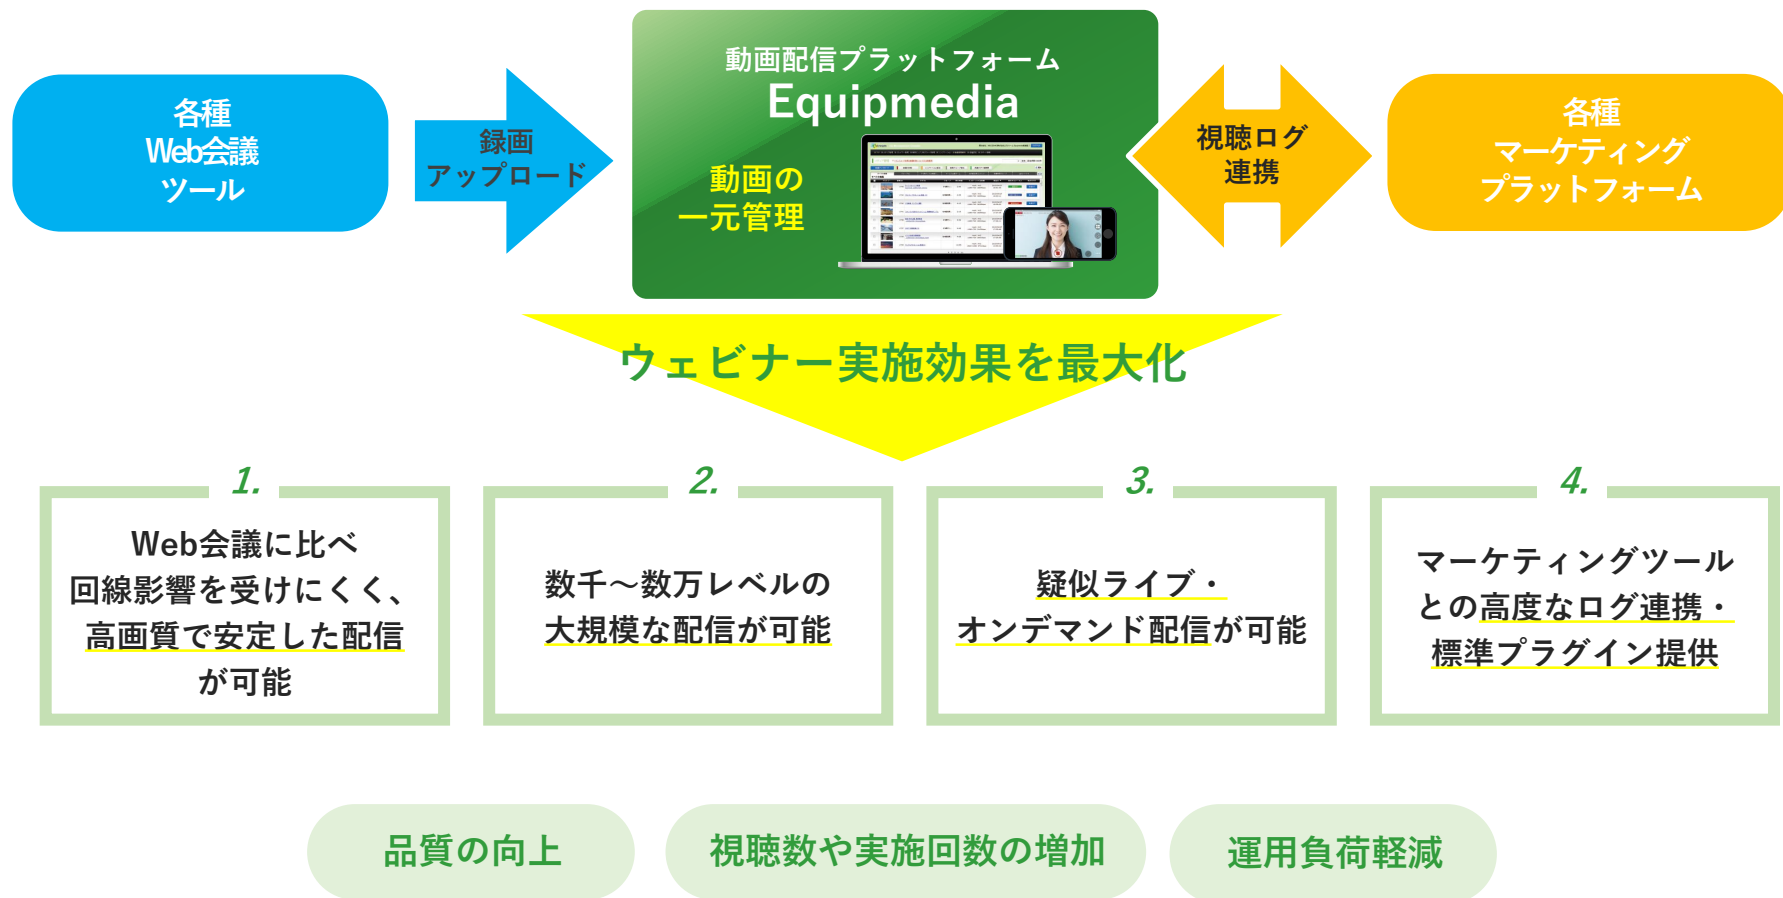 各種
Web会議
ツール
録画
アップロード
動画配信プラットフォーム
Equipmedia
動画の
一元管理
視聴ログ
連携
各種
マーケティング
プラットフォーム
ウェビナー実施効果を最大化
1.
Web会議に比べ
回線影響を受けにくく、
高画質で安定した配信
が可能
2.
数千～数万レベルの
大規模な配信が可能
3.
疑似ライブ・
オンデマンド配信が可能
4.
マーケティングツール
との高度なログ連携・
標準プラグイン提供
品質の向上
視聴数や実施回数の増加
運用負荷軽減